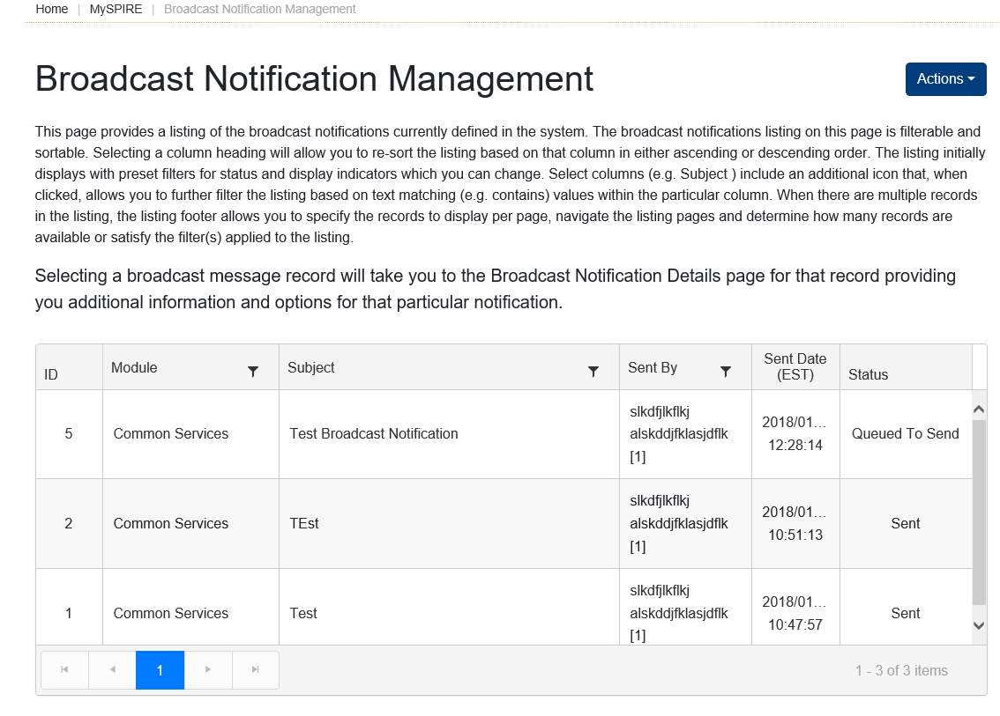 Home | MySPIRE | Broadcast Notification Management
Broadcast Notification Management
Actions
This page provides a listing of the broadcast notifications currently defined in the system. The broadcast notifications listing on this page is filterable and
sortable. Selecting a column heading will allow you to re-sort the listing based on that column in either ascending or descending order. The listing initially
displays with preset filters for status and display indicators which you can change. Select columns (e.g. Subject ) include an additional icon that, when
clicked, allows you to further filter the listing based on text matching (e.g. contains) values within the particular column. When there are multiple records
in the listing, the listing footer allows you to specify the records to display per page, navigate the listing pages and determine how many records are
available or satisfy the filter(s) applied to the listing.
Selecting a broadcast message record will take you to the Broadcast Notification Details page for that record providing
you additional information and options for that particular notification.
ID
Module
Subject
Sent By
Sent Date
(EST)
Status
5
Common Services
Test Broadcast Notification
slkdfjlkflkj
alskddjfklasjdflk
[1]
2018/01...
12:28:14
Queued To Send
2
Common Services
TEst
slkdfjlkflkj
alskddjfklasjdflk
[1]
2018/01...
10:51:13
Sent
1
Common Services
Test
slkdfjlkflkj
alskddjfklasjdflk
[1]
2018/01...
10:47:57
Sent
1
1 - 3 of 3 items